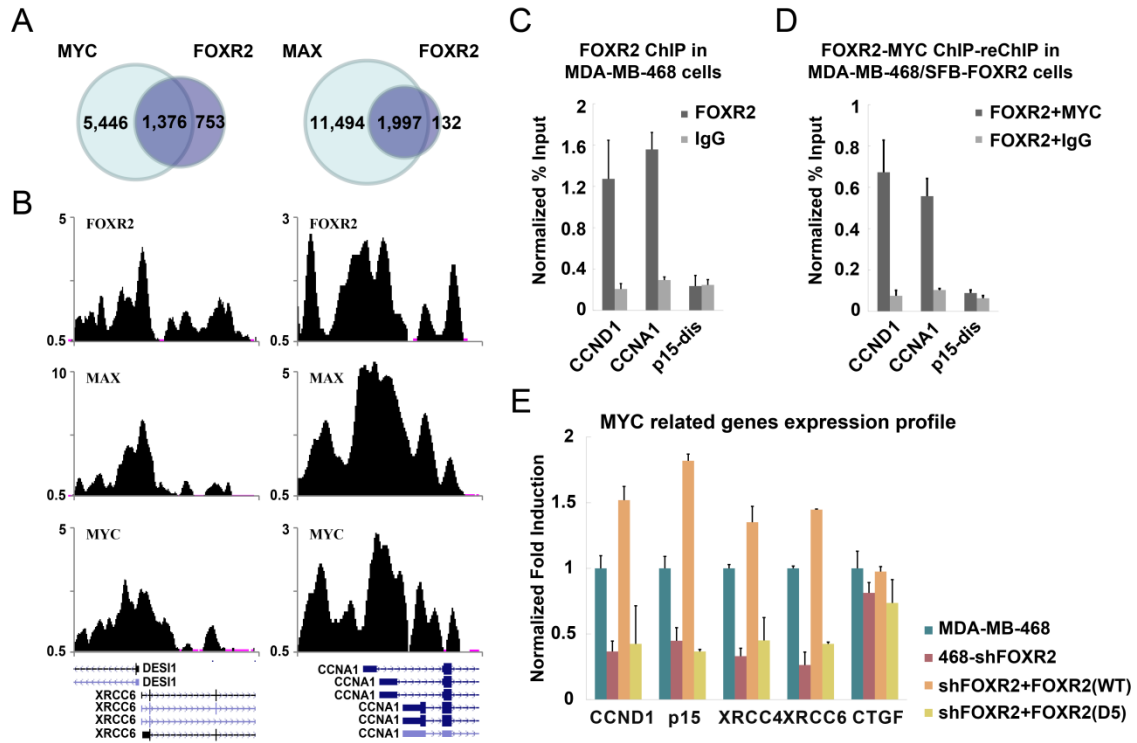 A
MYC FOXR2
5,446 1,376 753
MAX FOXR2
11,494 1,997 132
B
5
FOXR2
0.5
3
FOXR2
0.5
10
MAX
0.5
5
MAX
0.5
5
MYC
0.5
3
MYC
0.5
DESI1
DESI1
XRCC6
XRCC6
XRCC6
XRCC6
CCNA1
CCNA1
CCNA1
CCNA1
CCNA1
CCNA1
C
FOXR2 ChIP in
MDA-MB-468 cells
Normalized % Input
2
1.6
1.2
0.8
0.4
0
FOXR2
IgG
CCND1
CCNA1
p15-dis
D
FOXR2-MYC ChIP-reChIP in
MDA-MB-468/SFB-FOXR2 cells
Normalized % Input
1
0.8
0.6
0.4
0.2
0
FOXR2+MYC
FOXR2+IgG
CCND1
CCNA1
p15-dis
E
MYC related genes expression profile
Normalized Fold Induction
2
1.5
1
0.5
0
CCND1 p15 XRCC4 XRCC6 CTGF
MDA-MB-468
468-shFOXR2
shFOXR2+FOXR2(WT)
shFOXR2+FOXR2(D5)